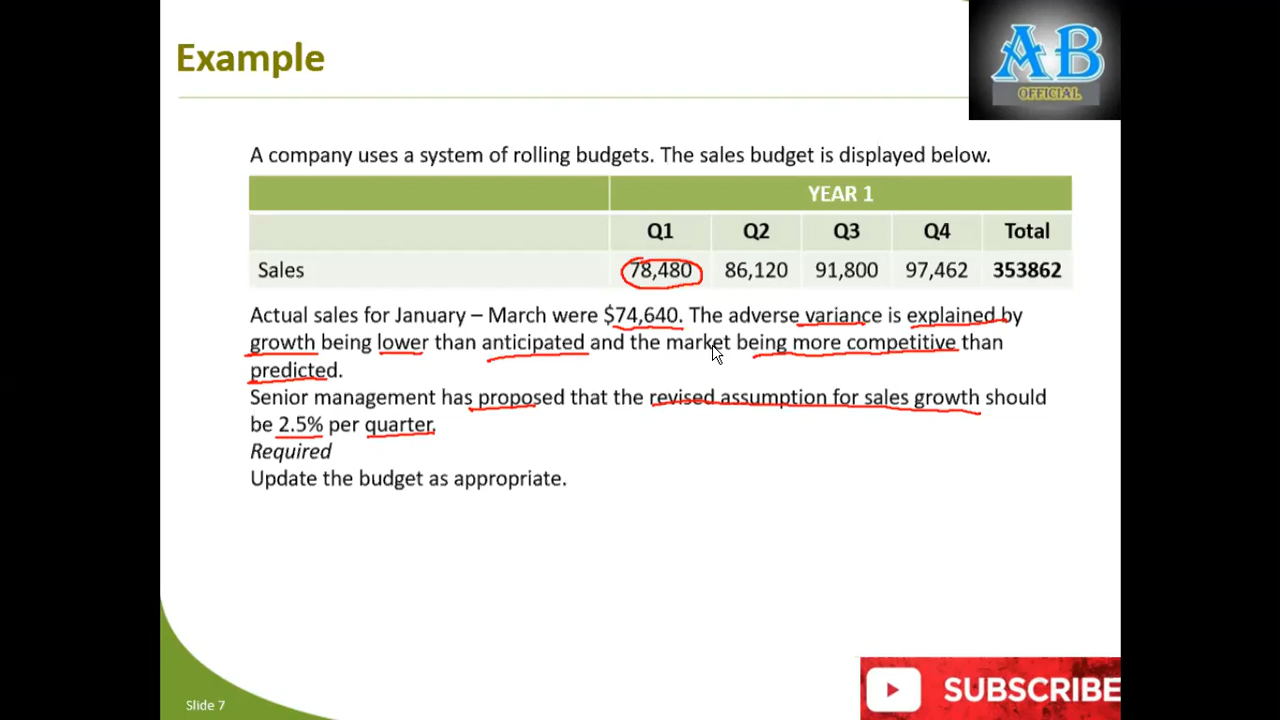 Example
AB
OFFICIAL
A company uses a system of rolling budgets. The sales budget is displayed below.
YEAR 1
Q1 Q2 Q3 Q4 Total
Sales 78,480 86,120 91,800 97,462 353862
Actual sales for January – March were $74,640. The adverse variance is explained by
growth being lower than anticipated and the market being more competitive than
predicted.
Senior management has proposed that the revised assumption for sales growth should
be 2.5% per quarter.
Required
Update the budget as appropriate.
Slide 7
SUBSCRIBE